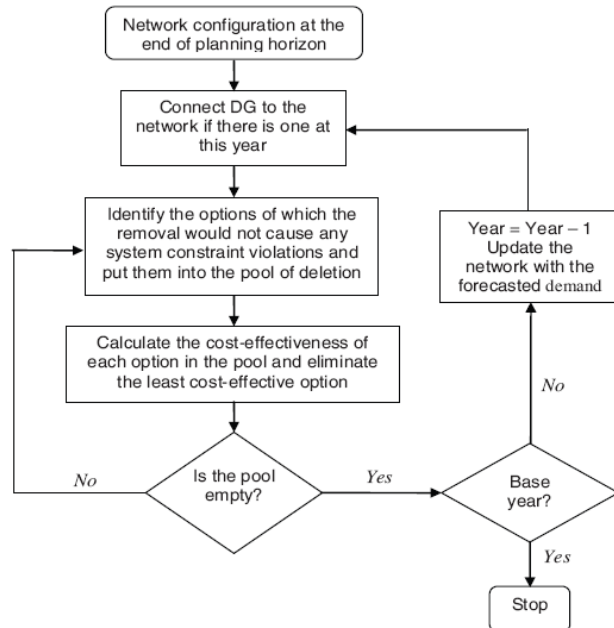 Network configuration at the
end of planning horizon
Connect DG to the
network if there is one at
this year
Identify the options of which the
removal would not cause any
system constraint violations and
put them into the pool of deletion
Year = Year – 1
Update the
network with the
forecasted demand
Calculate the cost-effectiveness of
each option in the pool and eliminate
the least cost-effective option
No
No
Is the pool
empty?
Yes
Base
year?
Yes
Stop